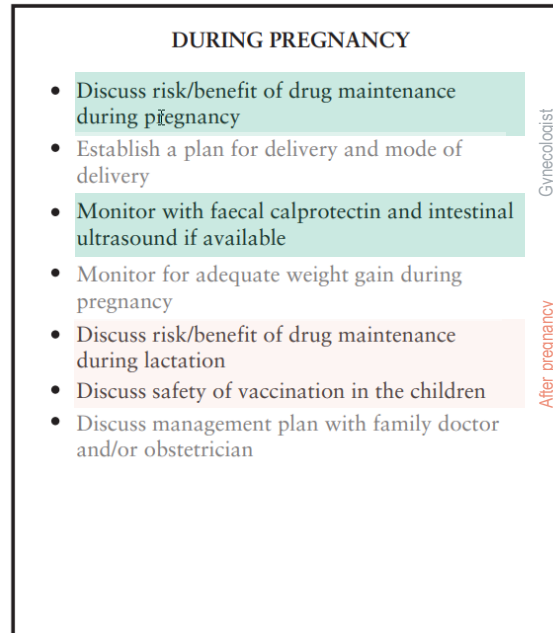 DURING PREGNANCY
• Discuss risk/benefit of drug maintenance
during pregnancy
• Establish a plan for delivery and mode of
delivery
• Monitor with faecal calprotectin and intestinal
ultrasound if available
• Monitor for adequate weight gain during
pregnancy
• Discuss risk/benefit of drug maintenance
during lactation
• Discuss safety of vaccination in the children
• Discuss management plan with family doctor
and/or obstetrician
Gynecologist
After pregnancy